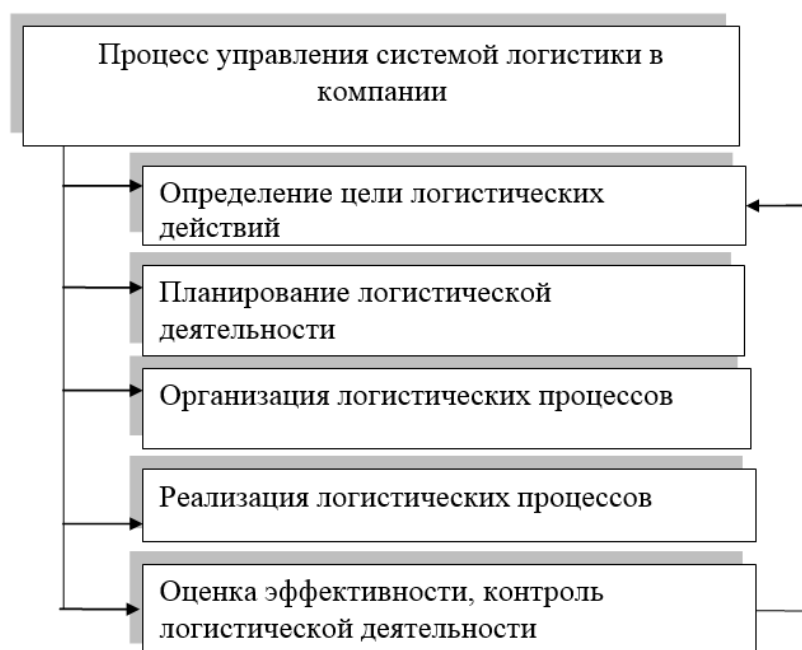 Процесс управления системой логистики в
компании
Определение цели логистических
действий
Планирование логистической
деятельности
Организация логистических процессов
Реализация логистических процессов
Оценка эффективности, контроль
логистической деятельности